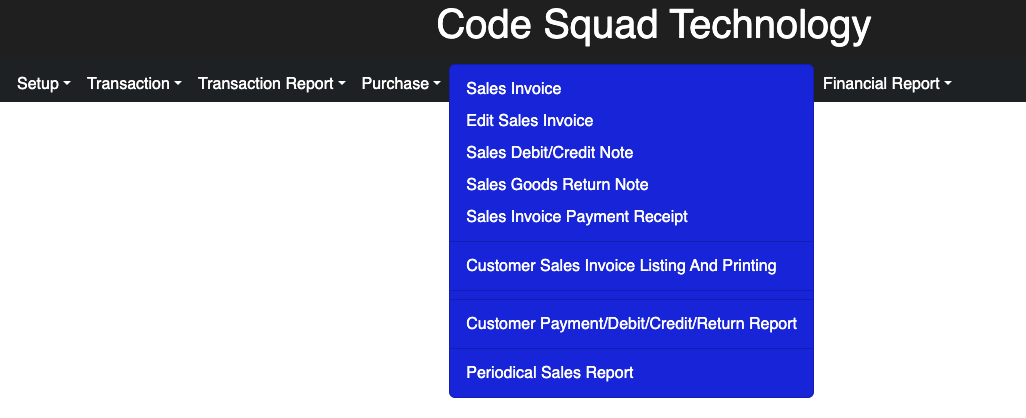 Code Squad Technology
Setup Transaction Transaction Report Purchase Financial Report
Sales Invoice
Edit Sales Invoice
Sales Debit/Credit Note
Sales Goods Return Note
Sales Invoice Payment Receipt
Customer Sales Invoice Listing And Printing
Customer Payment/Debit/Credit/Return Report
Periodical Sales Report